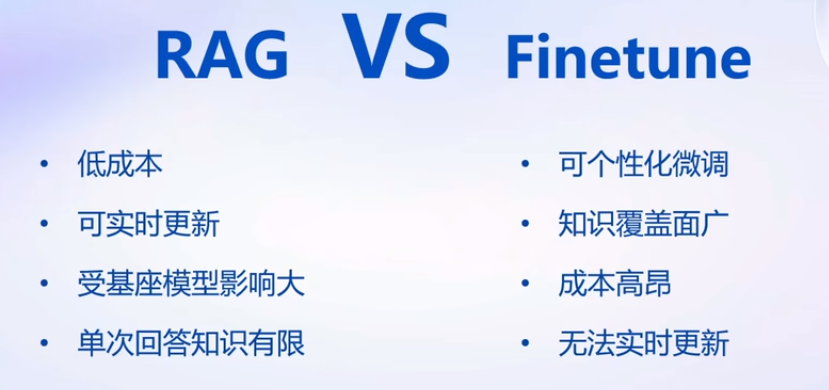 RAG VS Finetune
• 低成本
• 可实时更新
• 受基座模型影响大
• 单次回答知识有限
• 可个性化微调
• 知识覆盖面广
• 成本高昂
• 无法实时更新